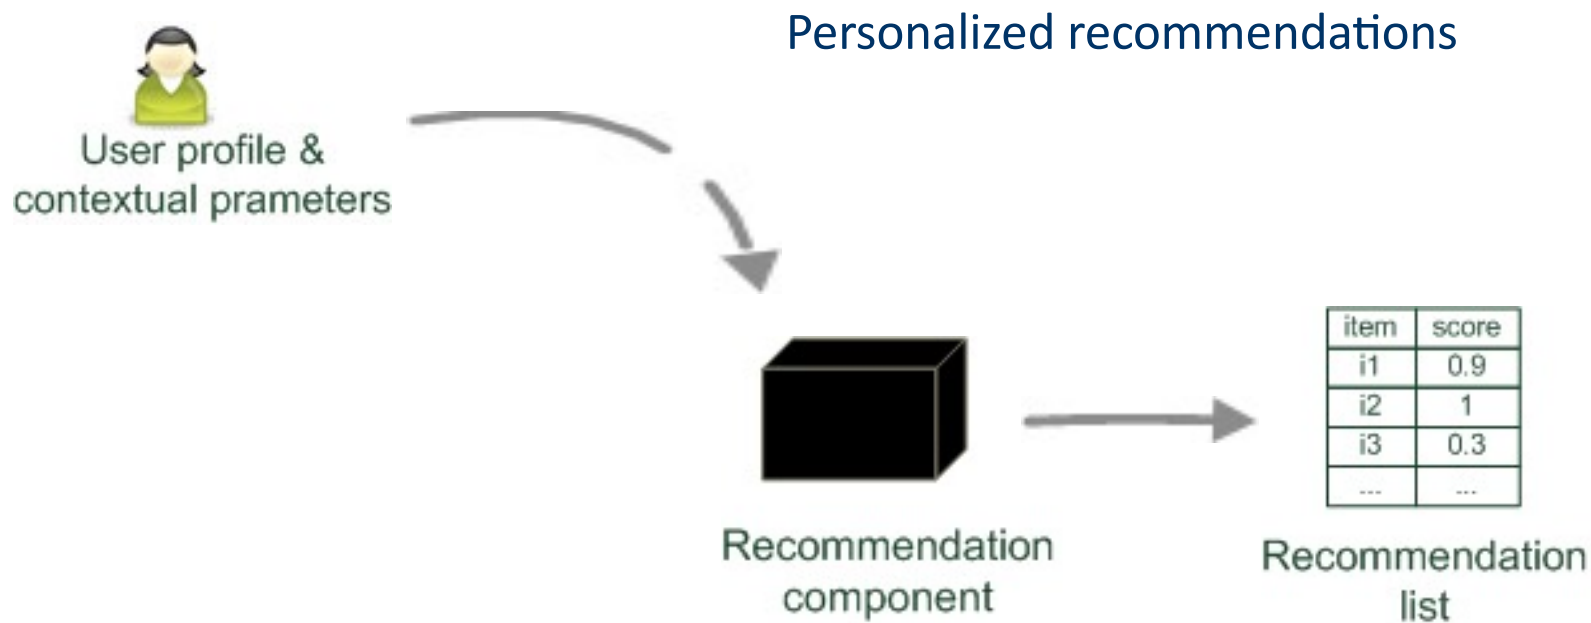 Personalized recommendations
User profile &
contextual prameters
item score
i1 0.9
i2 1
i3 0.3
... ...
Recommendation
component
Recommendation
list